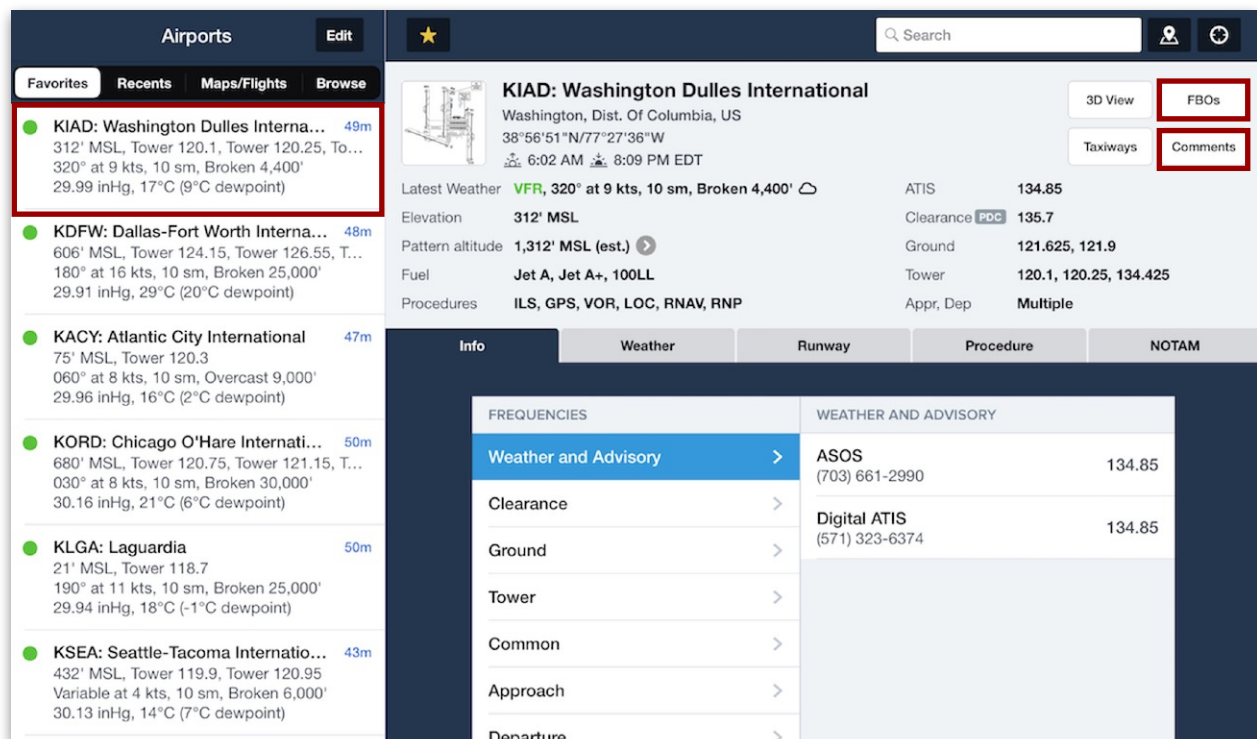 Airports
Edit
Favorites Recents Maps/Flights Browse
KIAD: Washington Dulles Interna... 49m
312' MSL, Tower 120.1, Tower 120.25, To...
320° at 9 kts, 10 sm, Broken 4,400'
29.99 inHg, 17°C (9°C dewpoint)
KDFW: Dallas-Fort Worth Interna... 48m
606' MSL, Tower 124.15, Tower 126.55, T...
180° at 16 kts, 10 sm, Broken 25,000'
29.91 inHg, 29°C (20°C dewpoint)
KACY: Atlantic City International 47m
75' MSL, Tower 120.3
060° at 8 kts, 10 sm, Overcast 9,000'
29.96 inHg, 16°C (2°C dewpoint)
KORD: Chicago O'Hare Internati... 50m
680' MSL, Tower 120.75, Tower 121.15, T...
030° at 8 kts, 10 sm, Broken 30,000'
30.16 inHg, 21°C (6°C dewpoint)
KLGA: Laguardia 50m
21' MSL, Tower 118.7
190° at 11 kts, 10 sm, Broken 25,000'
29.94 inHg, 18°C (-1°C dewpoint)
KSEA: Seattle-Tacoma Internatio... 43m
432' MSL, Tower 119.9, Tower 120.95
Variable at 4 kts, 10 sm, Broken 6,000'
30.13 inHg, 14°C (7°C dewpoint)
Search
KIAD: Washington Dulles International
Washington, Dist. Of Columbia, US
38°56'51"N/77°27'36"W
6:02 AM 8:09 PM EDT
3D View FBOs
Taxiways Comments
Latest Weather VFR, 320° at 9 kts, 10 sm, Broken 4,400'
Elevation 312' MSL
Pattern altitude 1,312' MSL (est.)
Fuel Jet A, Jet A+, 100LL
Procedures ILS, GPS, VOR, LOC, RNAV, RNP
ATIS 134.85
Clearance PDC 135.7
Ground 121.625, 121.9
Tower 120.1, 120.25, 134.425
Appr, Dep Multiple
Info Weather Runway Procedure NOTAM
FREQUENCIES
Weather and Advisory
Clearance
Ground
Tower
Common
Approach
Departure
WEATHER AND ADVISORY
ASOS 134.85
(703) 661-2990
Digital ATIS 134.85
(571) 323-6374